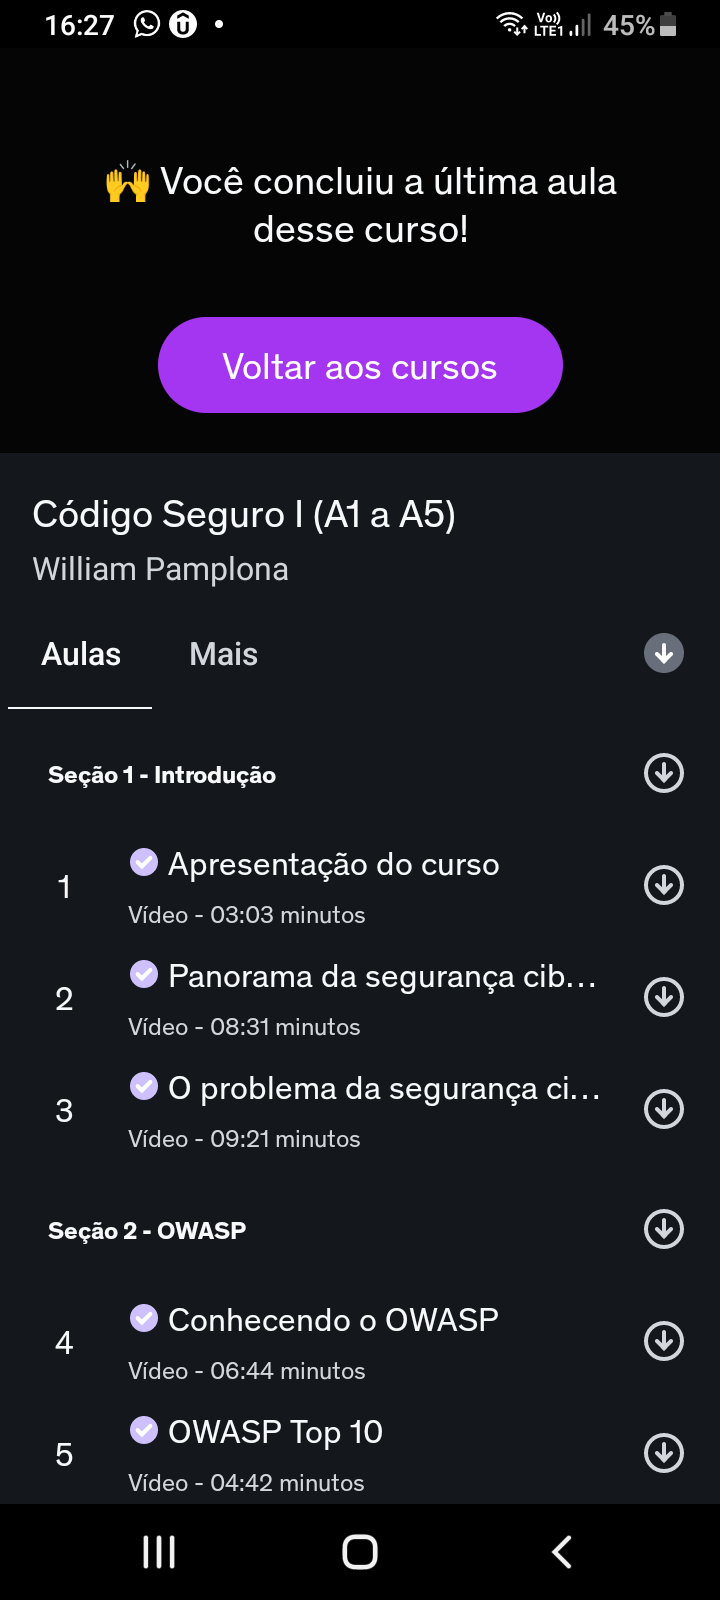 16:27
Vo))
LTE1
45%
🙌 Você concluiu a última aula
desse curso!
Voltar aos cursos
Código Seguro I (A1 a A5)
William Pamplona
Aulas
Mais
Seção 1 - Introdução
1
Apresentação do curso
Vídeo - 03:03 minutos
2
Panorama da segurança cib...
Vídeo - 08:31 minutos
3
O problema da segurança ci...
Vídeo - 09:21 minutos
Seção 2 - OWASP
4
Conhecendo o OWASP
Vídeo - 06:44 minutos
5
OWASP Top 10
Vídeo - 04:42 minutos